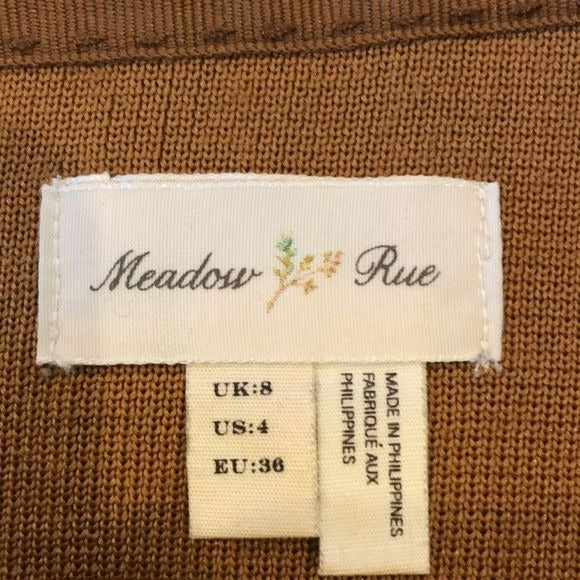 Meadow Rue
UK:8
US:4
EU:36
MADE IN PHILIPPINES
FABRIQUÉ AUX
PHILIPPINES